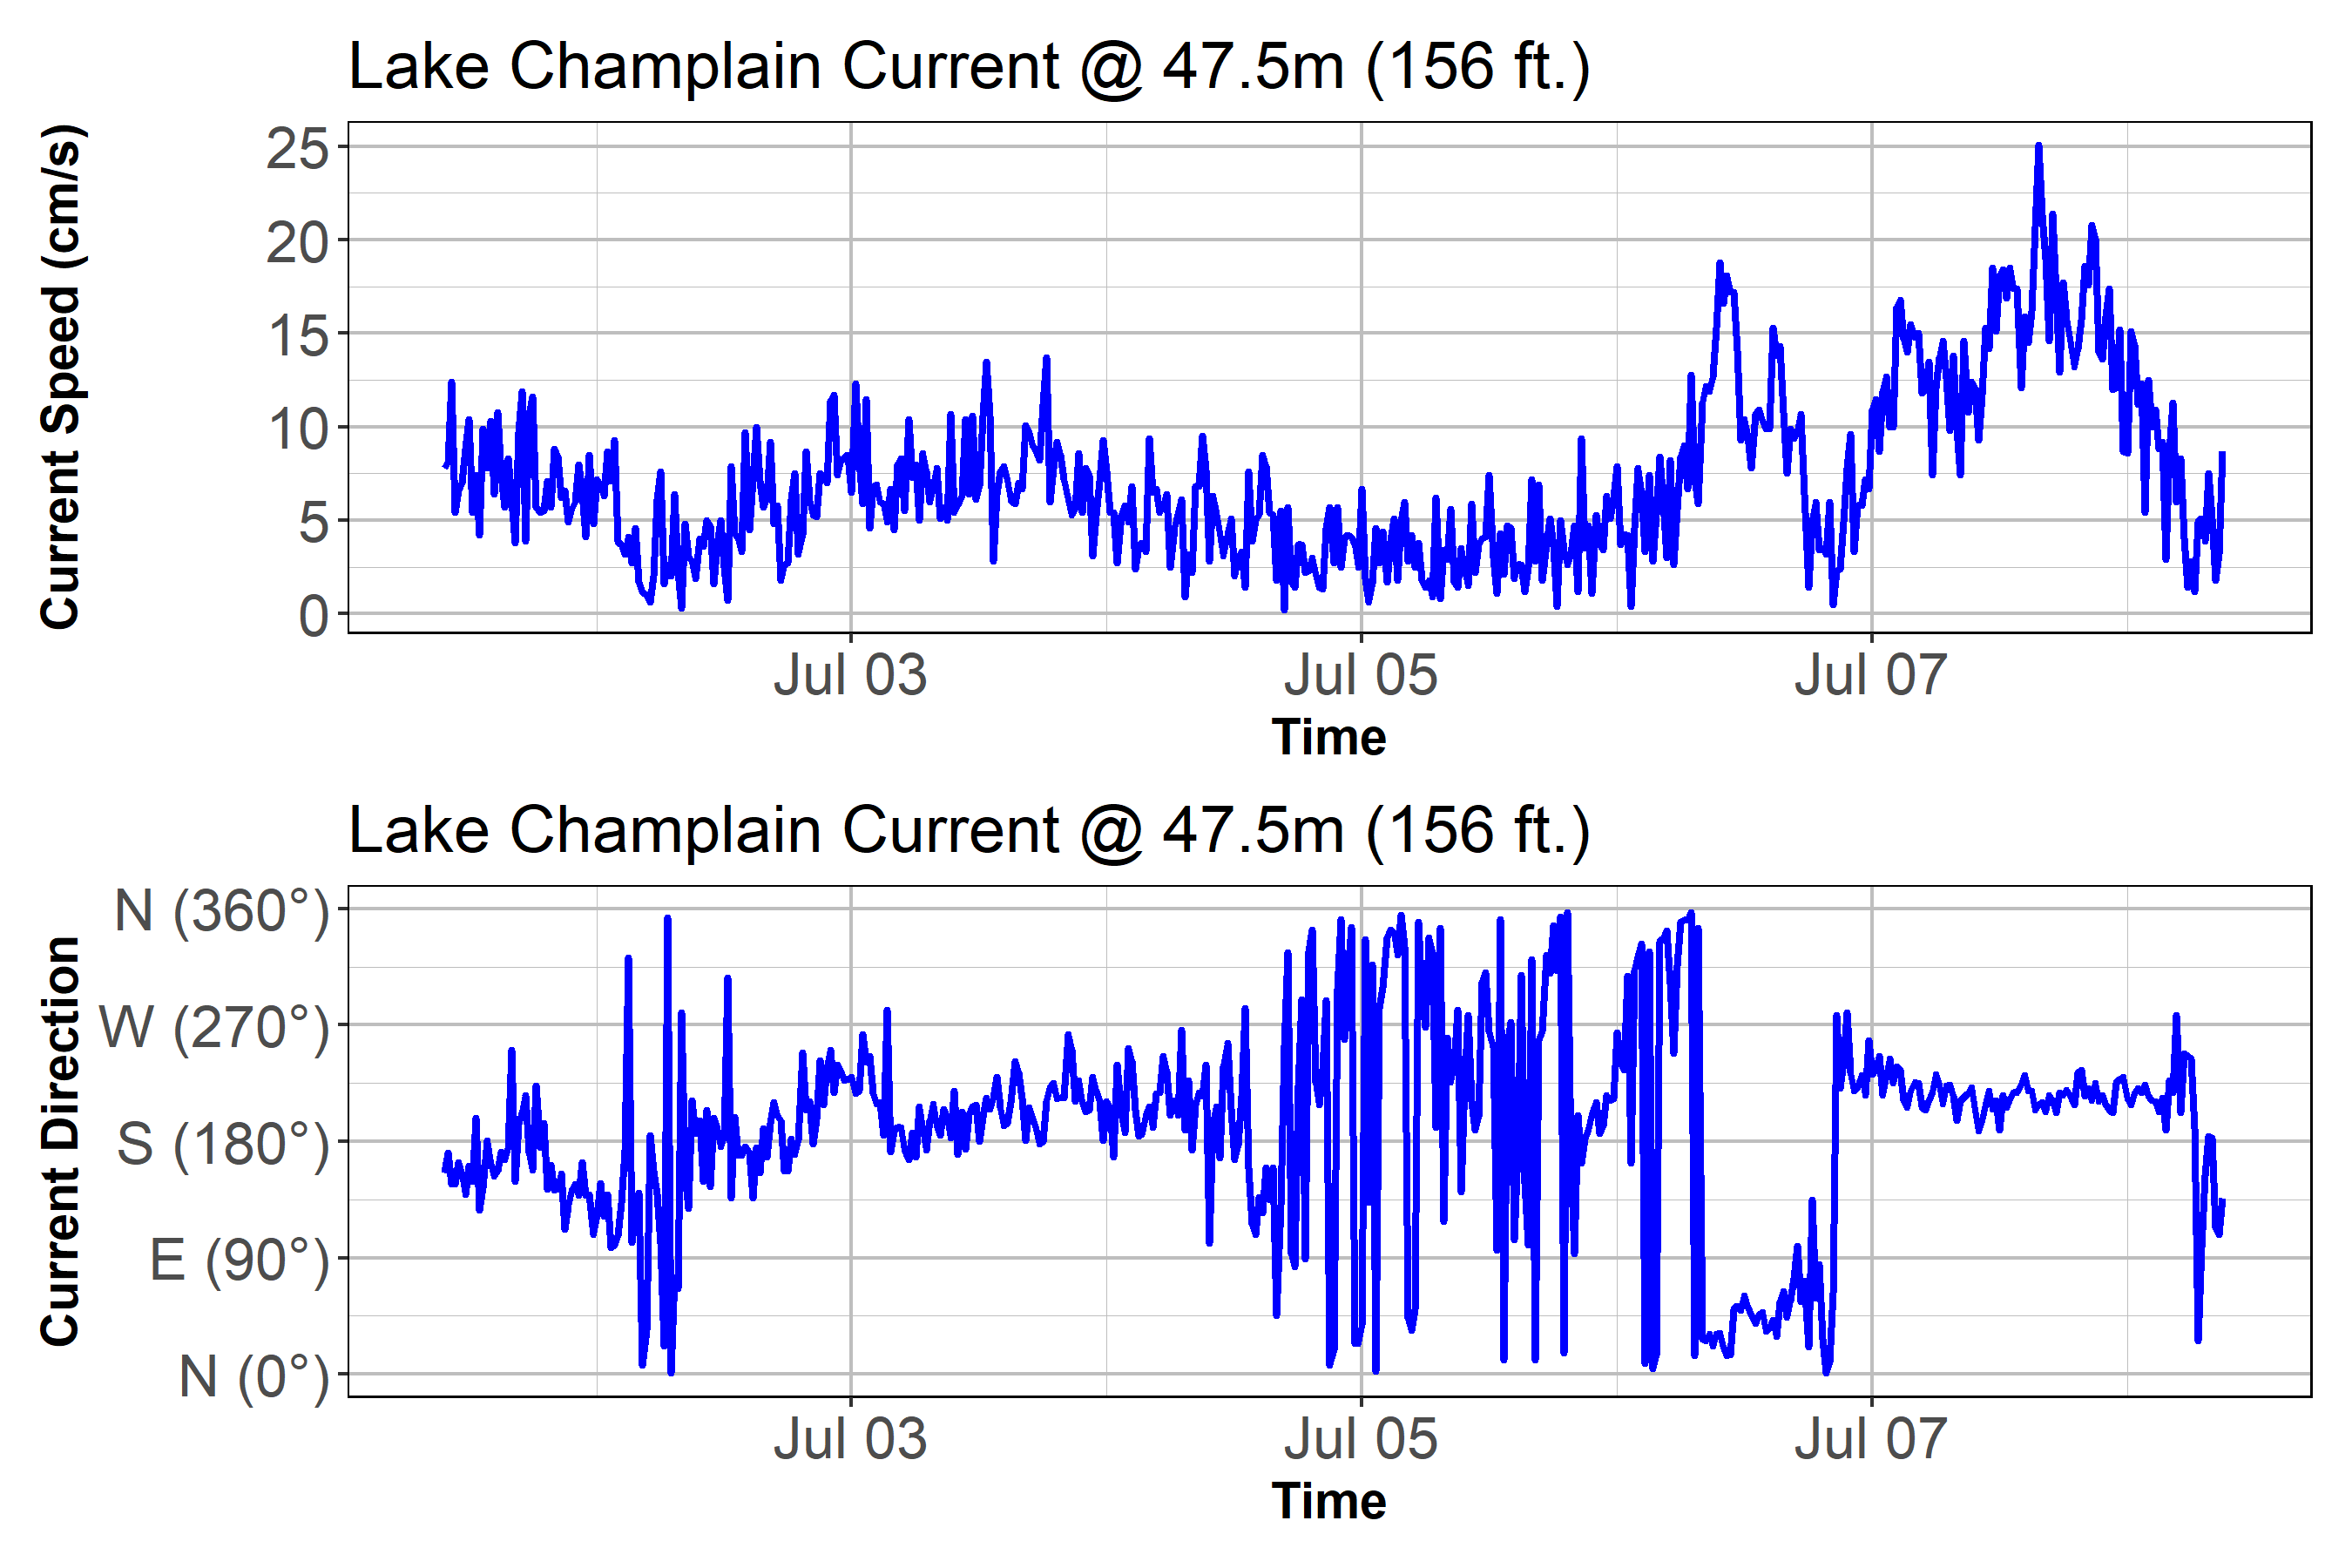 Lake Champlain Current @ 47.5m (156 ft.)
Current Speed (cm/s)
25
20
15
10
5
0
Jul 03 Jul 05 Jul 07
Time
Lake Champlain Current @ 47.5m (156 ft.)
Current Direction
N (360°)
W (270°)
S (180°)
E (90°)
N (0°)
Jul 03 Jul 05 Jul 07
Time